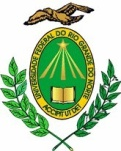 UNIVERSIDADE FEDERAL DO RIO GRANDE DO NORTE
ACCIPIT UT DET